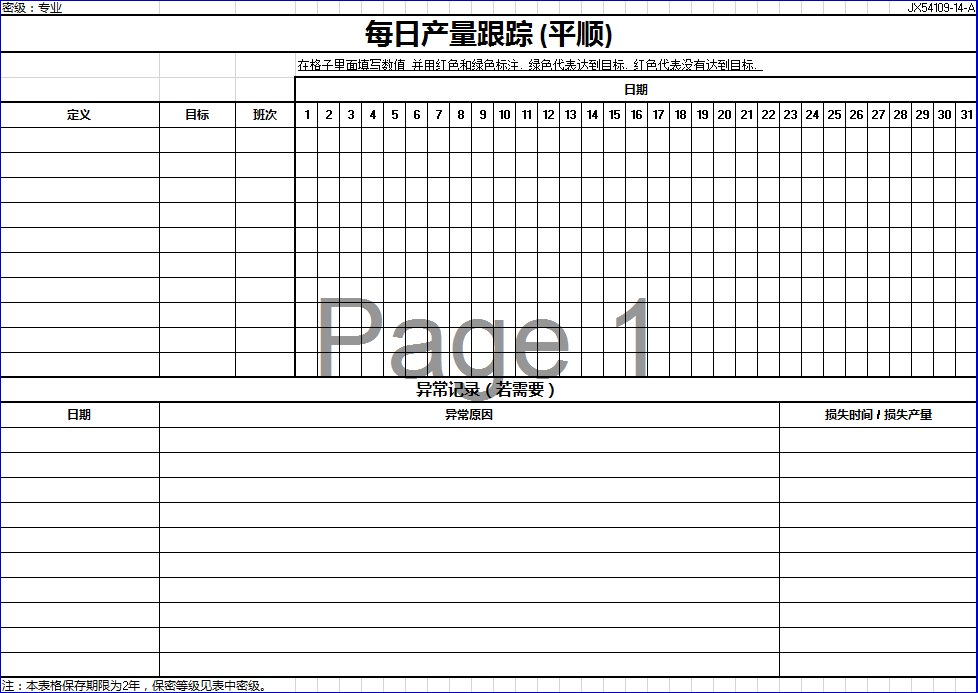 密级：专业 JX54109-14-A
每日产量跟踪 (平顺)
在格子里面填写数值 并用红色和绿色标注. 绿色代表达到目标. 红色代表没有达到目标.
日期
定义 目标 班次 1 2 3 4 5 6 7 8 9 10 11 12 13 14 15 16 17 18 19 20 21 22 23 24 25 26 27 28 29 30 31
Page 1
异常记录（若需要）
日期 异常原因 损失时间 / 损失产量
注：本表格保存期限为2年，保密等级见表中密级。